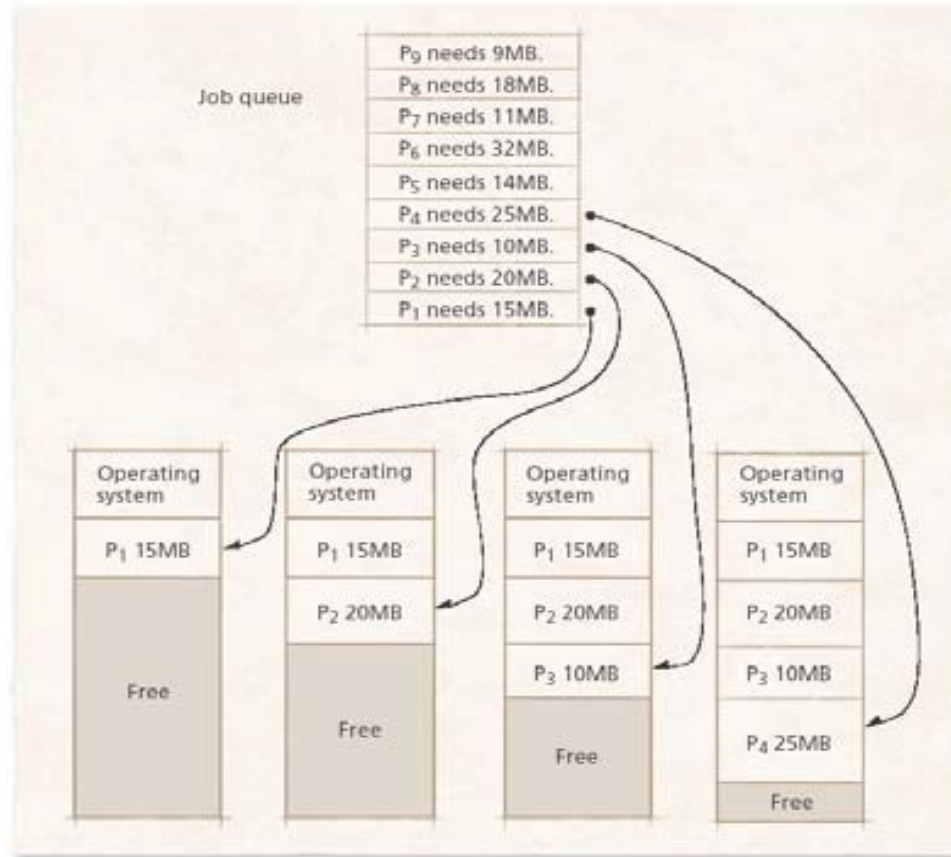 Job queue
P9 needs 9MB.
P8 needs 18MB.
P7 needs 11MB.
P6 needs 32MB.
P5 needs 14MB.
P4 needs 25MB.
P3 needs 10MB.
P2 needs 20MB.
P1 needs 15MB.
Operating
system
P1 15MB
Free
Operating
system
P1 15MB
P2 20MB
Free
Operating
system
P1 15MB
P2 20MB
P3 10MB
Free
Operating
system
P1 15MB
P2 20MB
P3 10MB
P4 25MB
Free